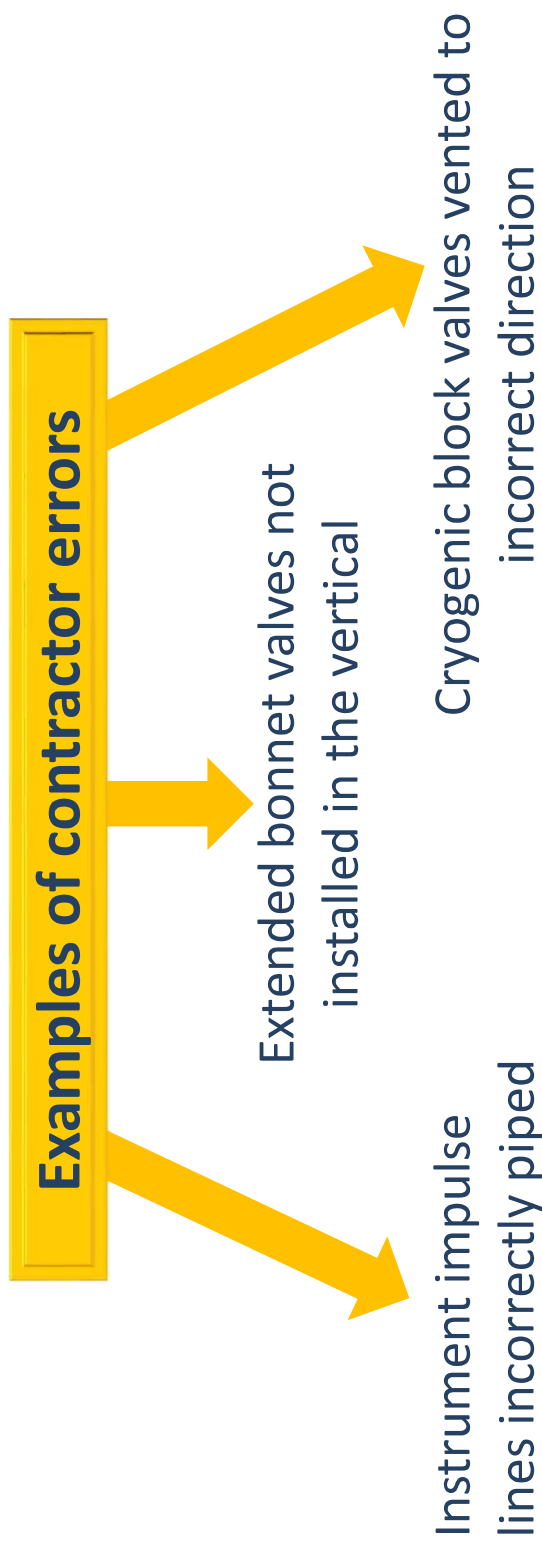 Examples of contractor errors
Instrument impulse
lines incorrectly piped
Extended bonnet valves not
installed in the vertical
Cryogenic block valves vented to
incorrect direction